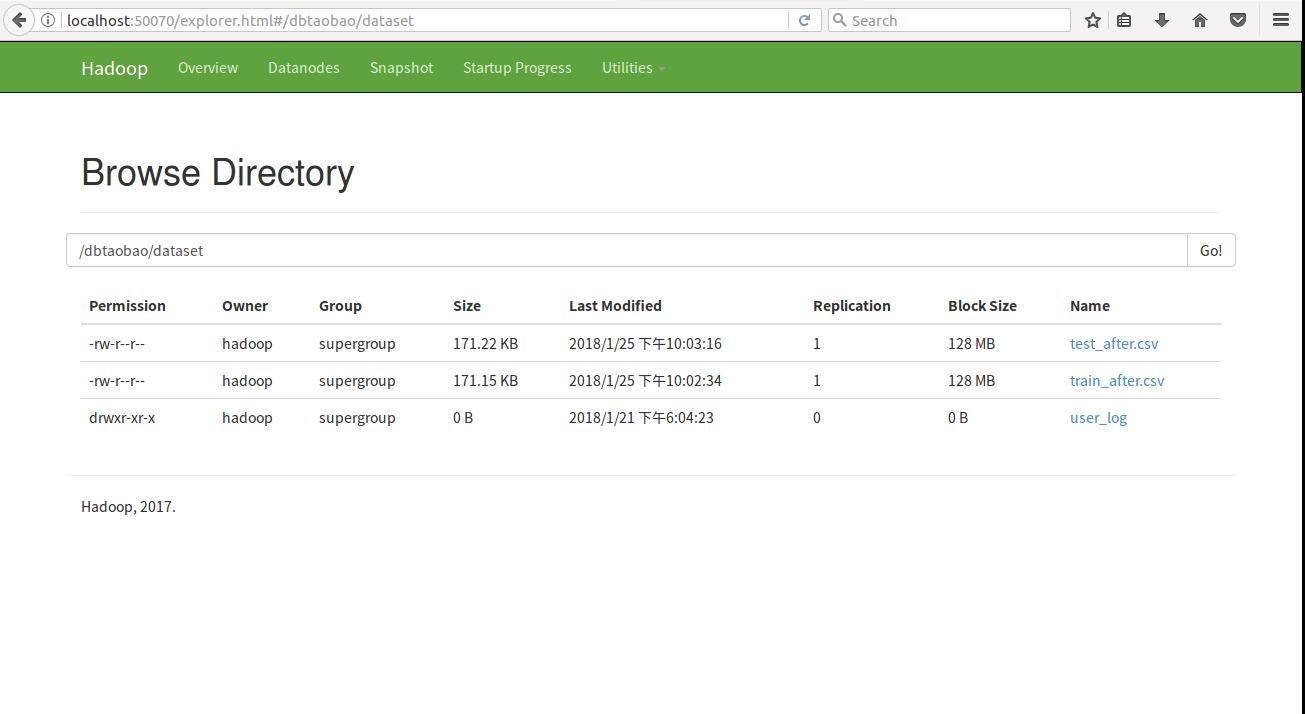 localhost:50070/explorer.html#/dbtaobao/dataset Search
Hadoop Overview Datanodes Snapshot Startup Progress Utilities
Browse Directory
/dbtaobao/dataset Go!
Permission Owner Group Size Last Modified Replication Block Size Name
-rw-r--r-- hadoop supergroup 171.22 KB 2018/1/25 下午10:03:16 1 128 MB test_after.csv
-rw-r--r-- hadoop supergroup 171.15 KB 2018/1/25 下午10:02:34 1 128 MB train_after.csv
drwxr-xr-x hadoop supergroup 0 B 2018/1/21 下午6:04:23 0 0 B user_log
Hadoop, 2017.